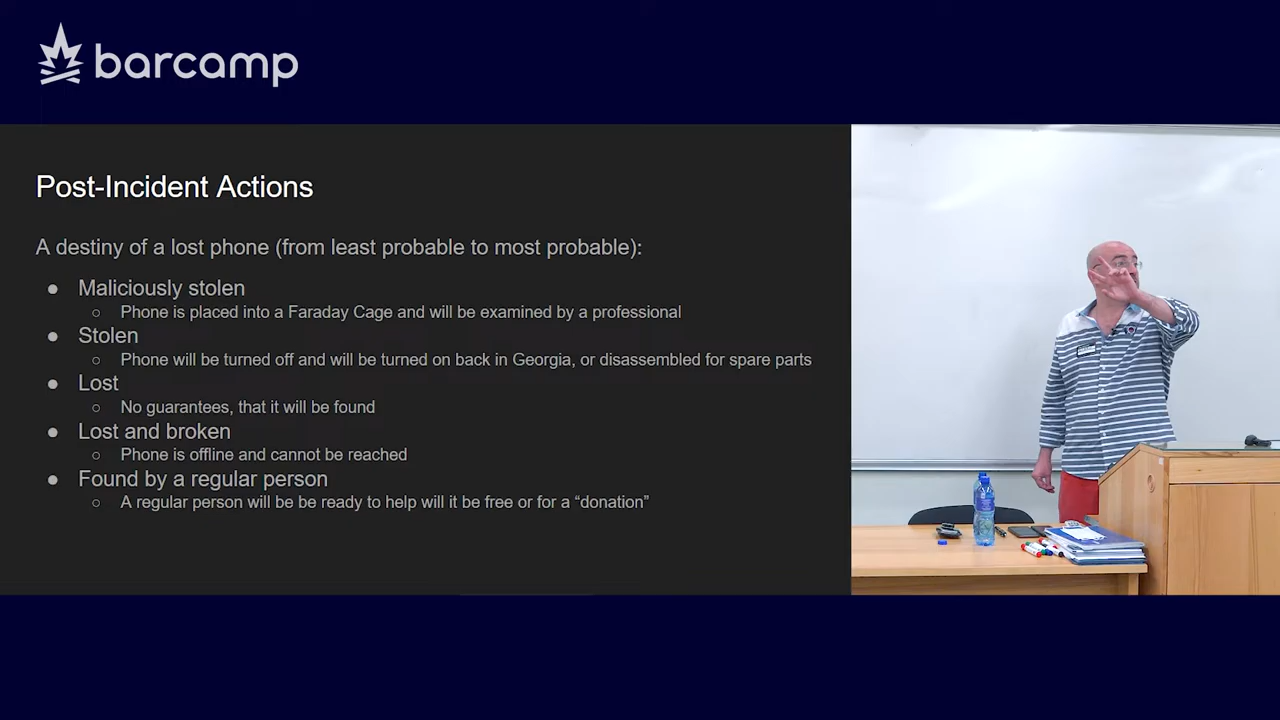 barcamp
Post-Incident Actions
A destiny of a lost phone (from least probable to most probable):
● Maliciously stolen
○ Phone is placed into a Faraday Cage and will be examined by a professional
● Stolen
○ Phone will be turned off and will be turned on back in Georgia, or disassembled for spare parts
● Lost
○ No guarantees, that it will be found
● Lost and broken
○ Phone is offline and cannot be reached
● Found by a regular person
○ A regular person will be be ready to help will it be free or for a “donation”